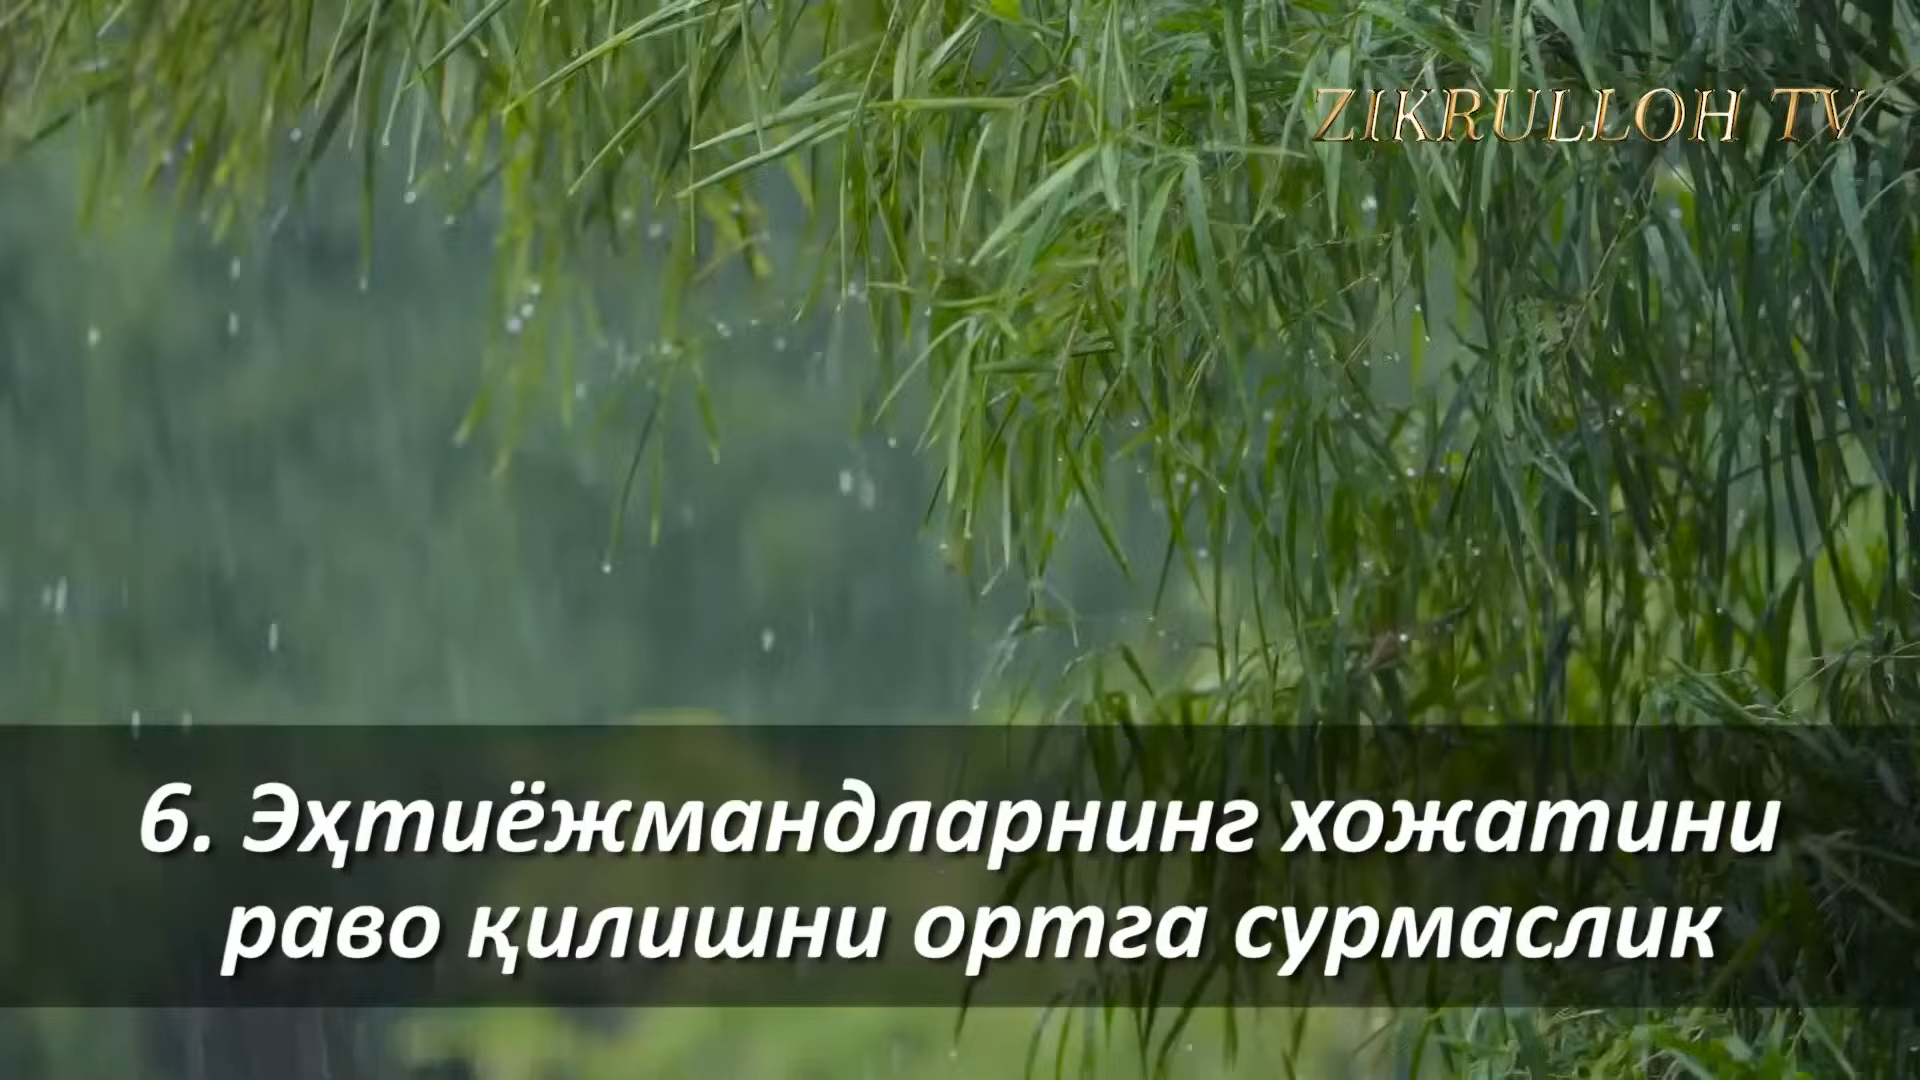 ZIKRULLOH TV
6. Эҳтиёжмандларнинг хожатини
раво қилишни ортга сурмаслик